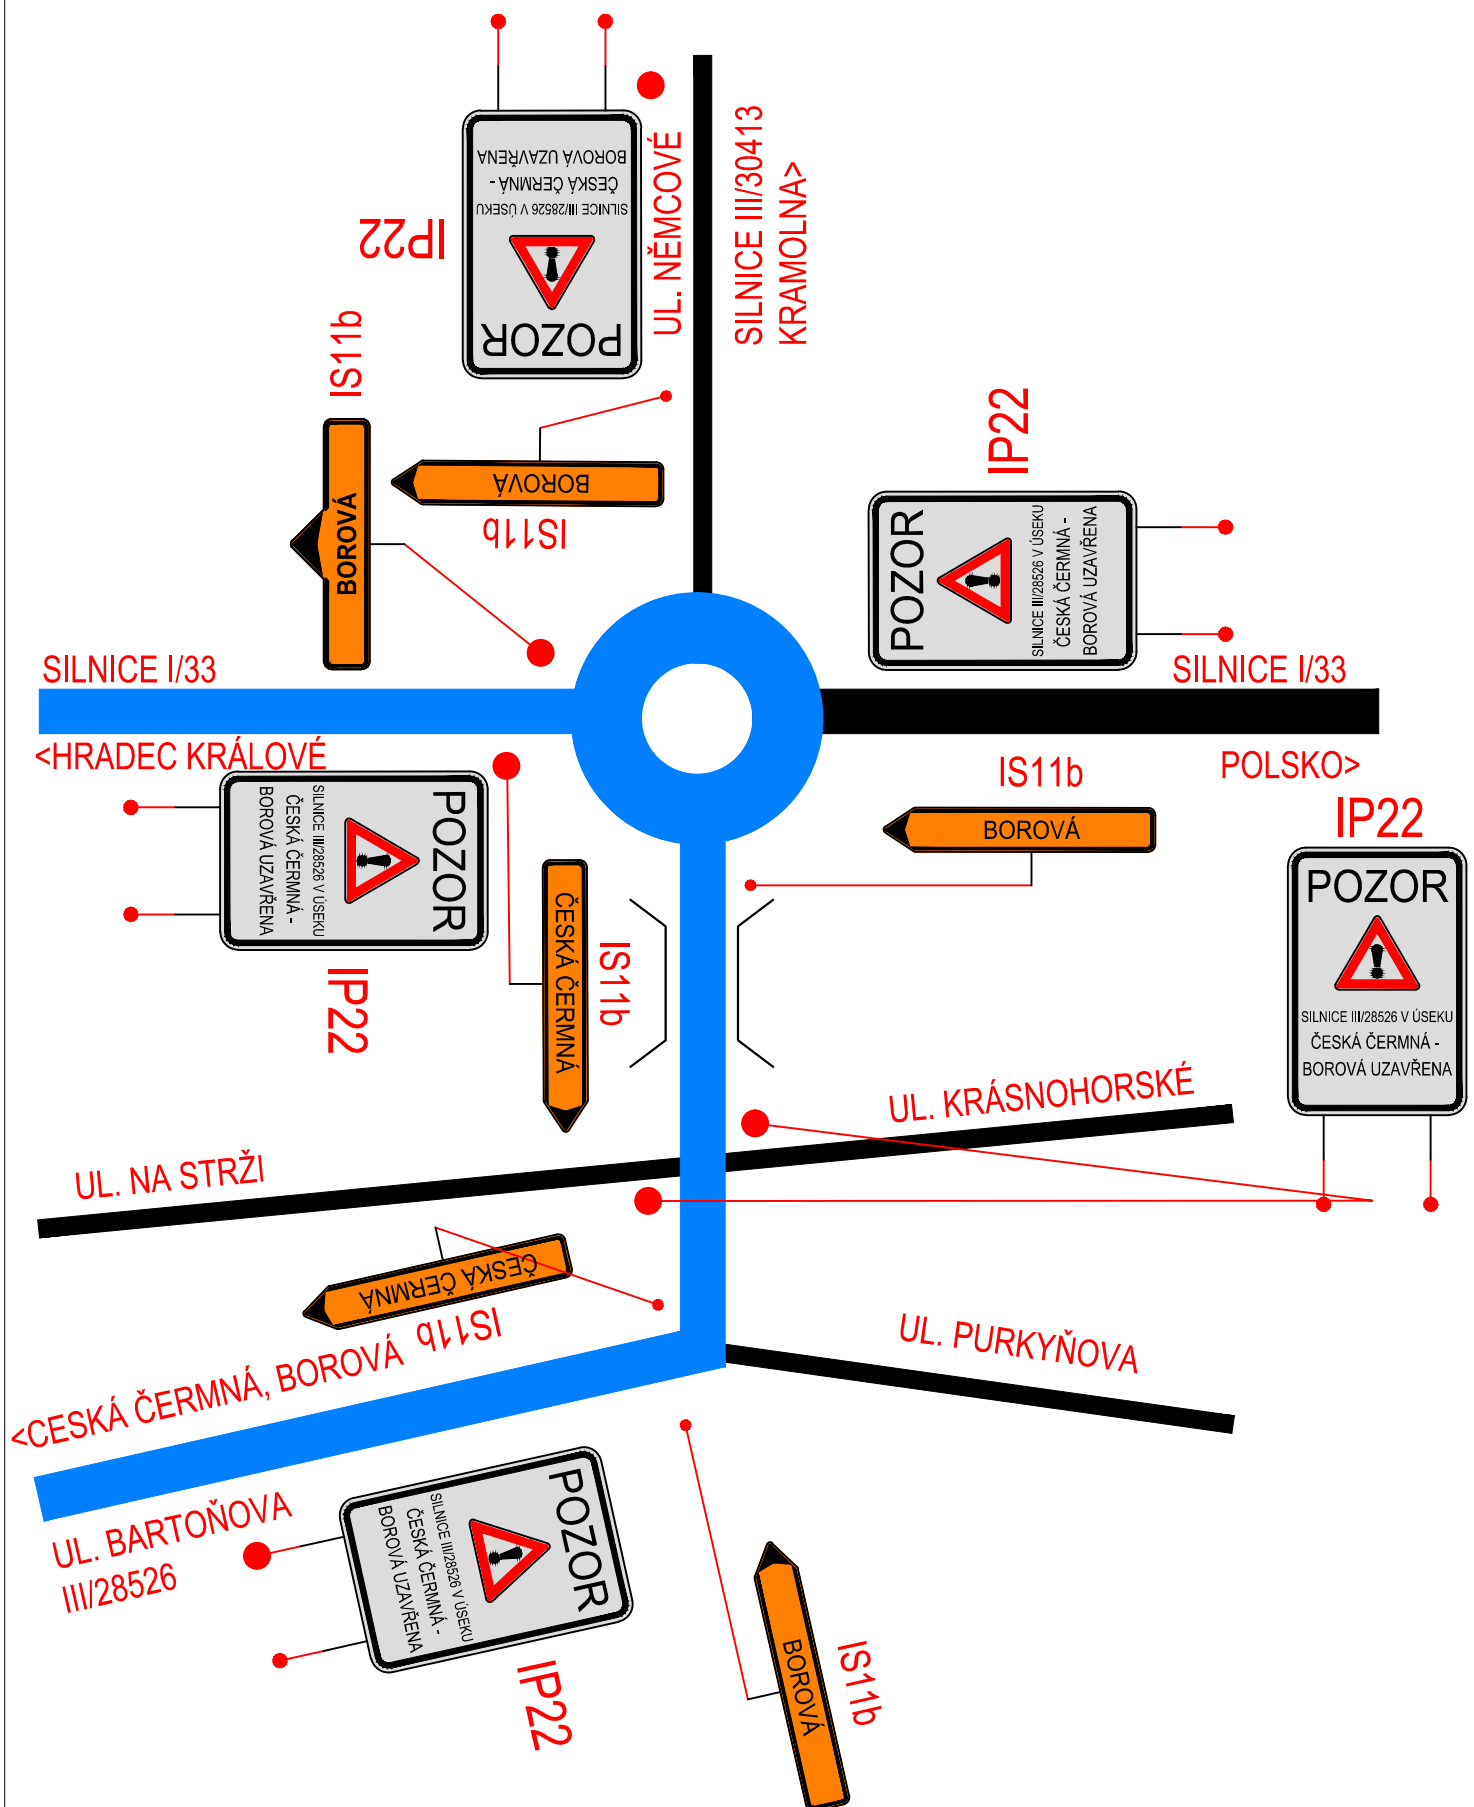 UL. NĚMCOVÉ
SILNICE III/30413
KRAMOLNA>
IP22
POZOR
SILNICE III/28526 V ÚSEKU
ČESKÁ ČERMNÁ -
BOROVÁ UZAVŘENA
IS11b
BOROVÁ
BOROVÁ
IS11b
IP22
POZOR
SILNICE III/28526 V ÚSEKU
ČESKÁ ČERMNÁ -
BOROVÁ UZAVŘENA
SILNICE I/33
SILNICE I/33
<HRADEC KRÁLOVÉ
POLSKO>
POZOR
SILNICE III/28526 V ÚSEKU
ČESKÁ ČERMNÁ -
BOROVÁ UZAVŘENA
IP22
ČESKÁ ČERMNÁ
IS11b
IS11b
BOROVÁ
IP22
POZOR
SILNICE III/28526 V ÚSEKU
ČESKÁ ČERMNÁ -
BOROVÁ UZAVŘENA
UL. KRÁSNOHORSKÉ
UL. NA STRŽI
ČESKÁ ČERMNÁ
IS11b
UL. PURKYŇOVA
<CESKÁ ČERMNÁ, BOROVÁ
UL. BARTOŇOVA
III/28526
POZOR
SILNICE III/28526 V ÚSEKU
ČESKÁ ČERMNÁ -
BOROVÁ UZAVŘENA
IP22
BOROVÁ
IS11b